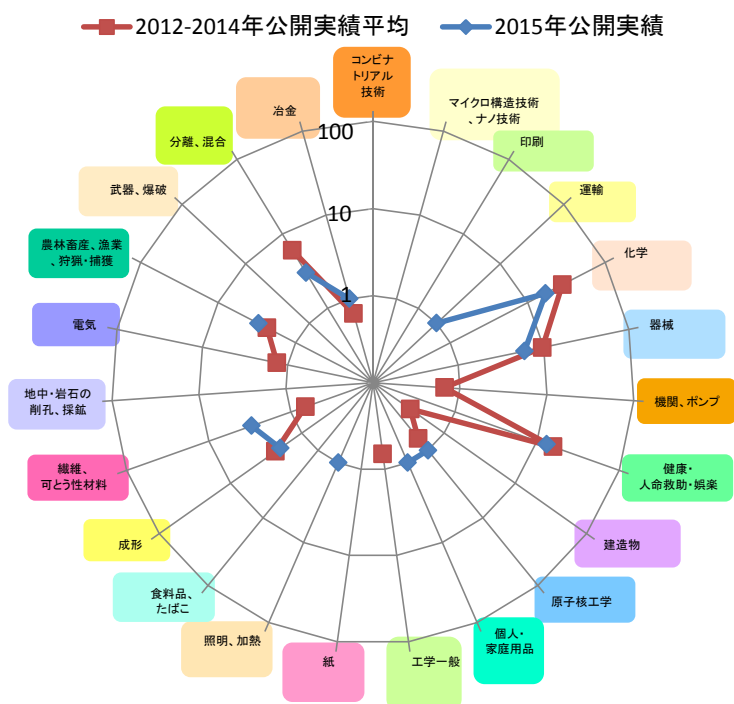 2012-2014年公開実績平均
2015年公開実績
コンビナ
トリアル
技術
マイクロ構造技術
、ナノ技術
印刷
運輸
化学
器械
機関、ポンプ
健康・
人命救助・娯楽
建造物
原子核工学
個人・
家庭用品
工学一般
紙
照明、加熱
食料品、
たばこ
成形
繊維、
可とう性材料
地中・岩石の
削孔、採鉱
電気
農林畜産、漁業
、狩猟・捕獲
武器、爆破
分離、混合
冶金
100
10
1